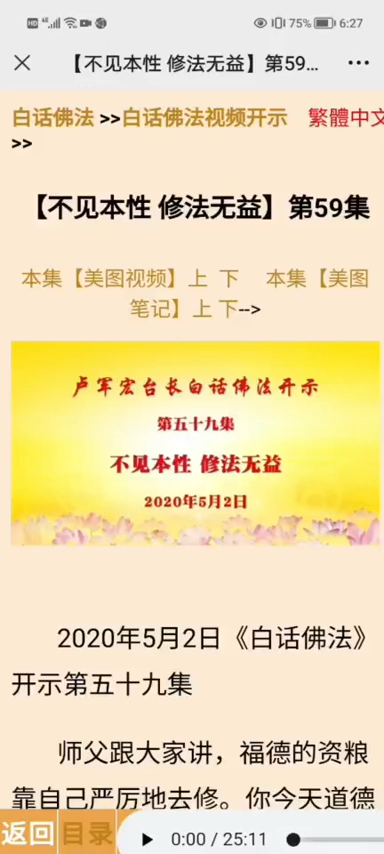 HD 4G 75% 6:27
【不见本性 修法无益】第59...
白话佛法 >>白话佛法视频开示 繁體中文
>>
【不见本性 修法无益】第59集
本集【美图视频】上 下 本集【美图
笔记】上 下-->
卢军宏台长白话佛法开示
第五十九集
不见本性 修法无益
2020年5月2日
2020年5月2日《白话佛法》
开示第五十九集
师父跟大家讲，福德的资粮
靠自己严厉地去修。你今天道德
返回 目录 0:00 / 25:11